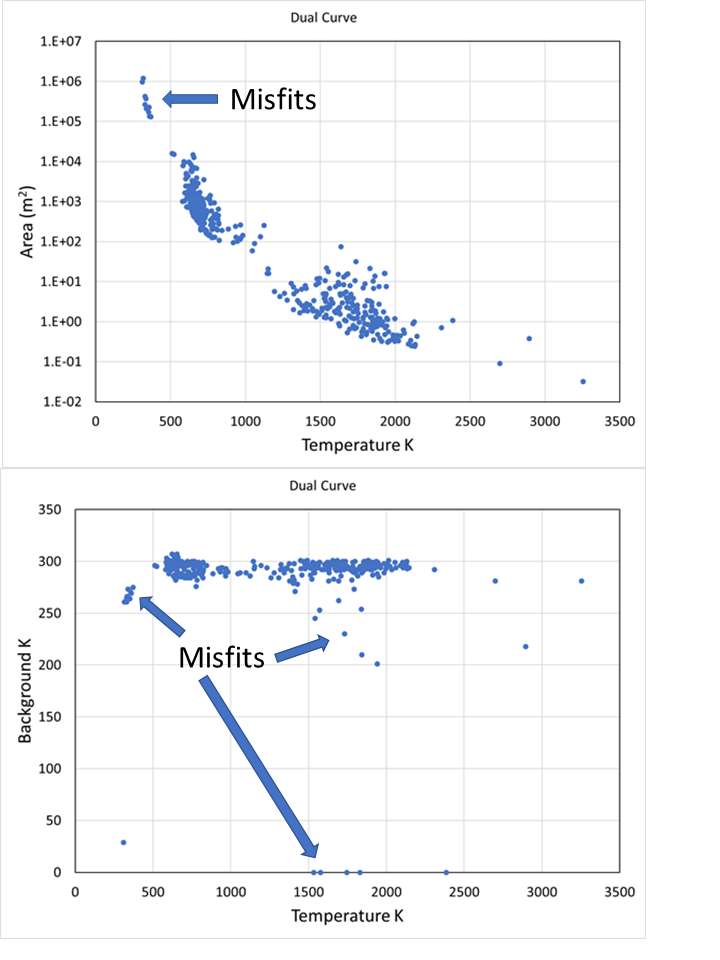 Dual Curve
1.E+07
1.E+06
Misfits
1.E+05
1.E+04
1.E+03
Area (m²)
1.E+02
1.E+01
1.E+00
1.E-01
1.E-02
0 500 1000 1500 2000 2500 3000 3500
Temperature K
Dual Curve
350
300
250
Misfits
200
Background K
150
100
50
0
0 500 1000 1500 2000 2500 3000 3500
Temperature K